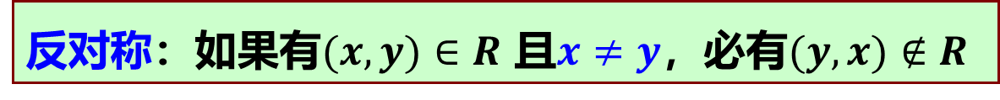 反对称：如果有(x, y) ∈ R 且x ≠ y，必有(y, x) ∉ R